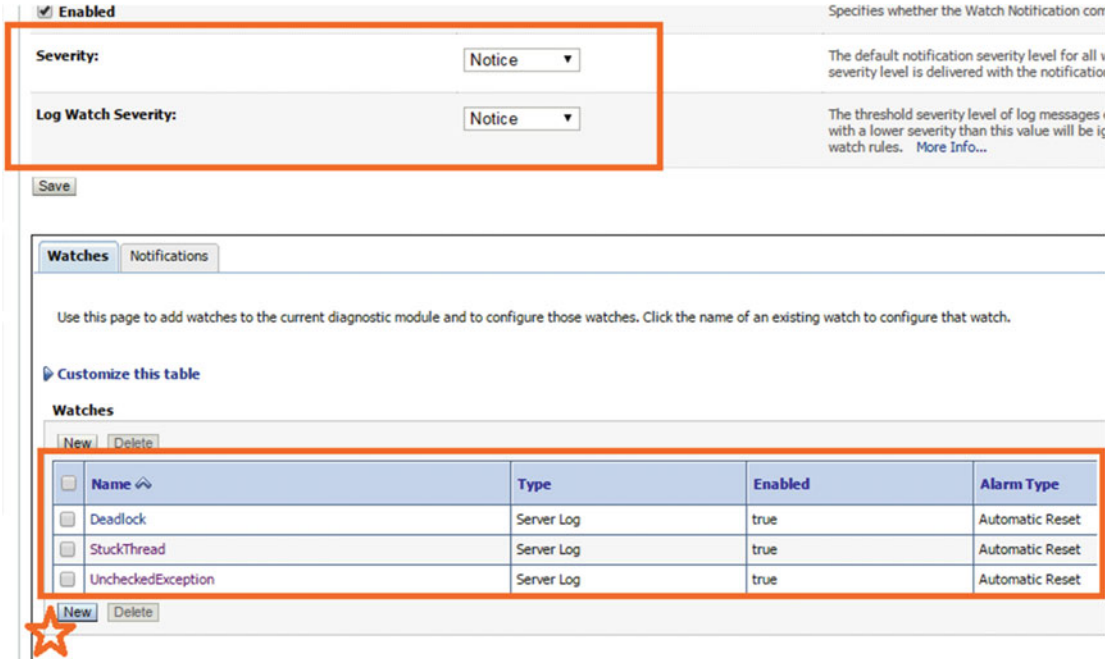 Enabled
Specifies whether the Watch Notification com
Severity:
Notice
The default notification severity level for all
severity level is delivered with the notification
Log Watch Severity:
Notice
The threshold severity level of log messages
with a lower severity than this value will be
watch rules. More Info...
Save
Watches Notifications
Use this page to add watches to the current diagnostic module and to configure those watches. Click the name of an existing watch to configure that watch.
Customize this table
Watches
New Delete
Name Type Enabled Alarm Type
Deadlock Server Log true Automatic Reset
StuckThread Server Log true Automatic Reset
UncheckedException Server Log true Automatic Reset
New Delete